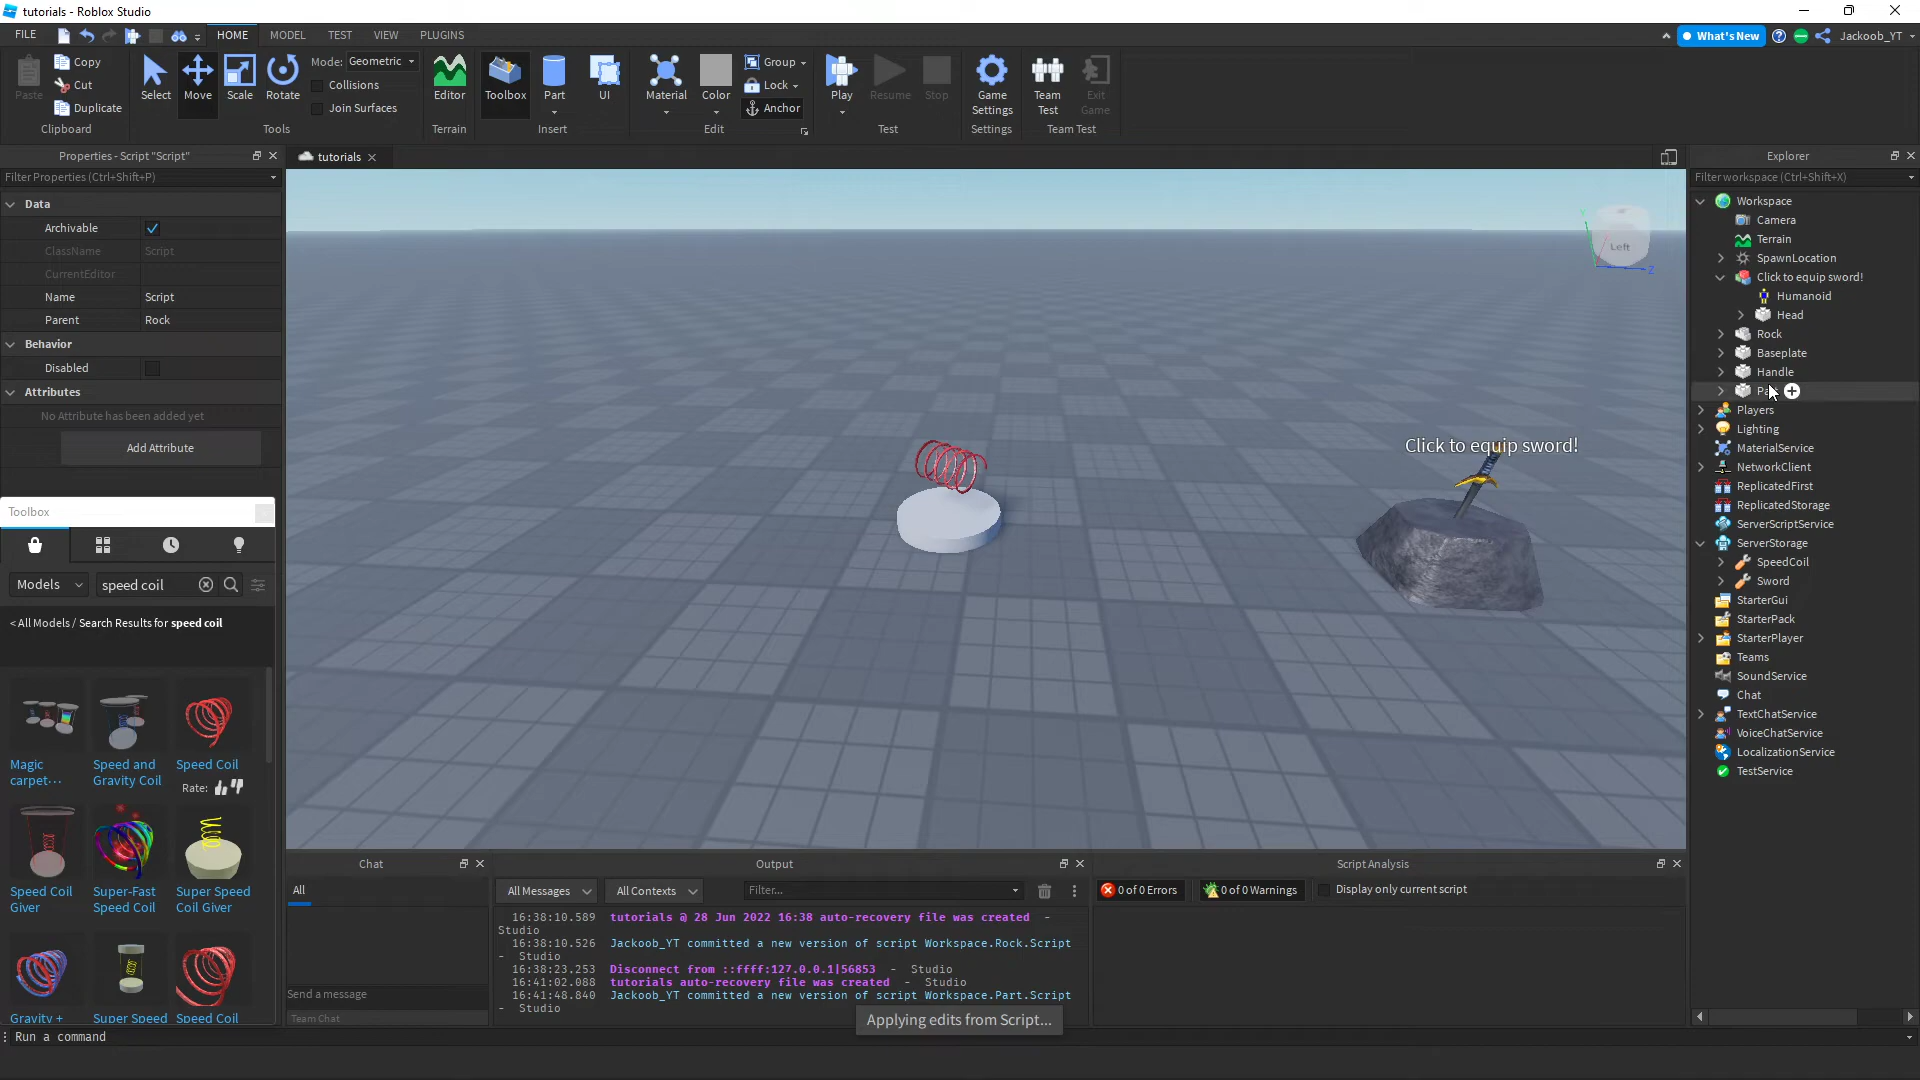 tutorials - Roblox Studio
FILE
HOME
MODEL
TEST
VIEW
PLUGINS
What's New
Jackoob_YT
Paste
Copy
Cut
Duplicate
Clipboard
Select
Move
Scale
Rotate
Mode: Geometric
Collisions
Join Surfaces
Tools
Editor
Terrain
Toolbox
Part
UI
Insert
Material
Color
Group
Lock
Anchor
Edit
Play
Resume
Stop
Test
Game
Settings
Settings
Team
Test
Exit
Game
Team Test
Properties - Script "Script"
Filter Properties (Ctrl+Shift+P)
Data
Archivable
ClassName Script
CurrentEditor
Name Script
Parent Rock
Behavior
Disabled
Attributes
No Attribute has been added yet
Add Attribute
Toolbox
Models
speed coil
< All Models / Search Results for speed coil
Magic
carpet...
Speed and
Gravity Coil
Speed Coil
Rate:
Speed Coil
Giver
Super-Fast
Speed Coil
Super Speed
Coil Giver
Gravity +
Super Speed
Speed Coil
tutorials
Left
Y
Z
Click to equip sword!
Chat
All
Send a message
Team Chat
Output
All Messages
All Contexts
Filter...
16:38:10.589 tutorials @ 28 Jun 2022 16:38 auto-recovery file was created -
Studio
16:38:10.526 Jackoob_YT committed a new version of script Workspace.Rock.Script
- Studio
16:38:23.253 Disconnect from ::ffff:127.0.0.1|56853 - Studio
16:41:02.088 tutorials auto-recovery file was created - Studio
16:41:48.840 Jackoob_YT committed a new version of script Workspace.Part.Script
- Studio
Applying edits from Script...
Script Analysis
0 of 0 Errors
0 of 0 Warnings
Display only current script
Explorer
Filter workspace (Ctrl+Shift+X)
Workspace
Camera
Terrain
SpawnLocation
Click to equip sword!
Humanoid
Head
Rock
Baseplate
Handle
Players
Lighting
MaterialService
NetworkClient
ReplicatedFirst
ReplicatedStorage
ServerScriptService
ServerStorage
SpeedCoil
Sword
StarterGui
StarterPack
StarterPlayer
Teams
SoundService
Chat
TextChatService
VoiceChatService
LocalizationService
TestService
Run a command